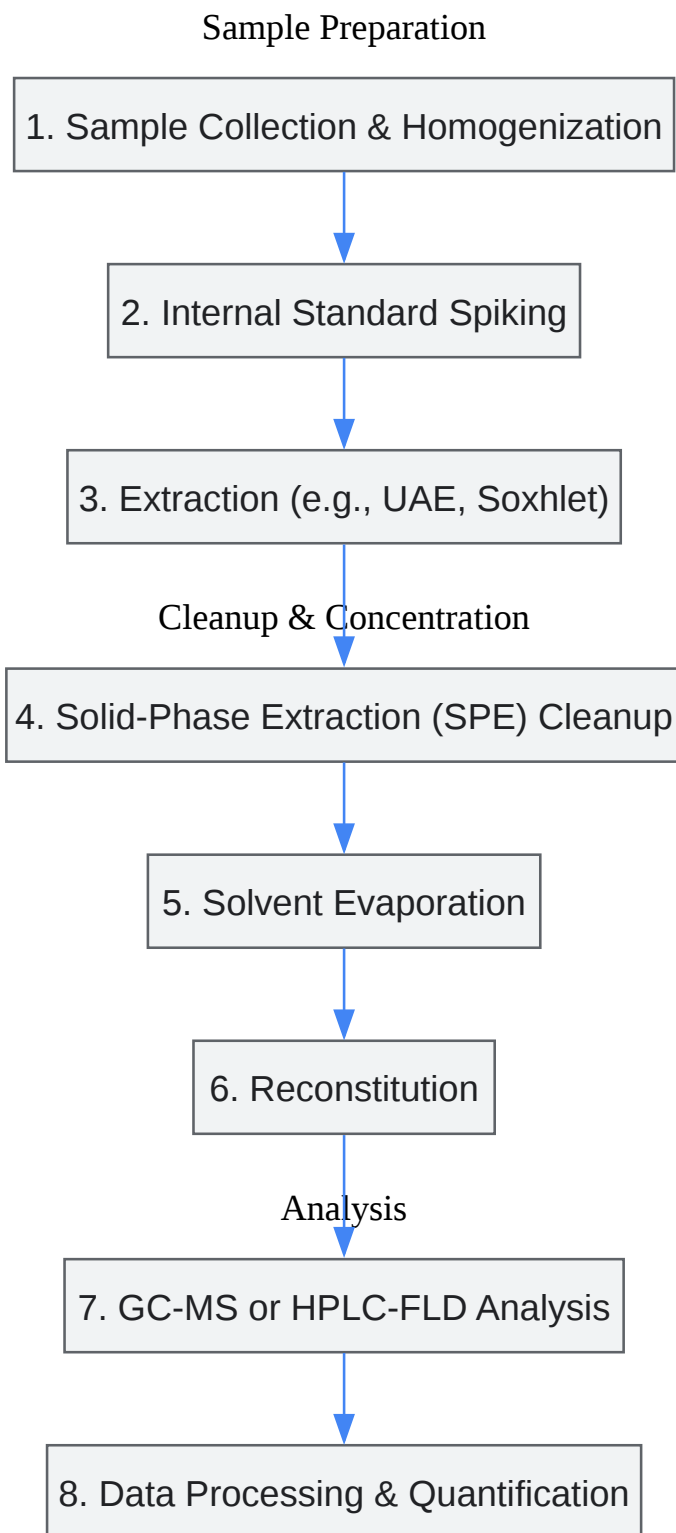 Sample Preparation
1. Sample Collection & Homogenization
2. Internal Standard Spiking
3. Extraction (e.g., UAE, Soxhlet)
Cleanup & Concentration
4. Solid-Phase Extraction (SPE) Cleanup
5. Solvent Evaporation
6. Reconstitution
Analysis
7. GC-MS or HPLC-FLD Analysis
8. Data Processing & Quantification